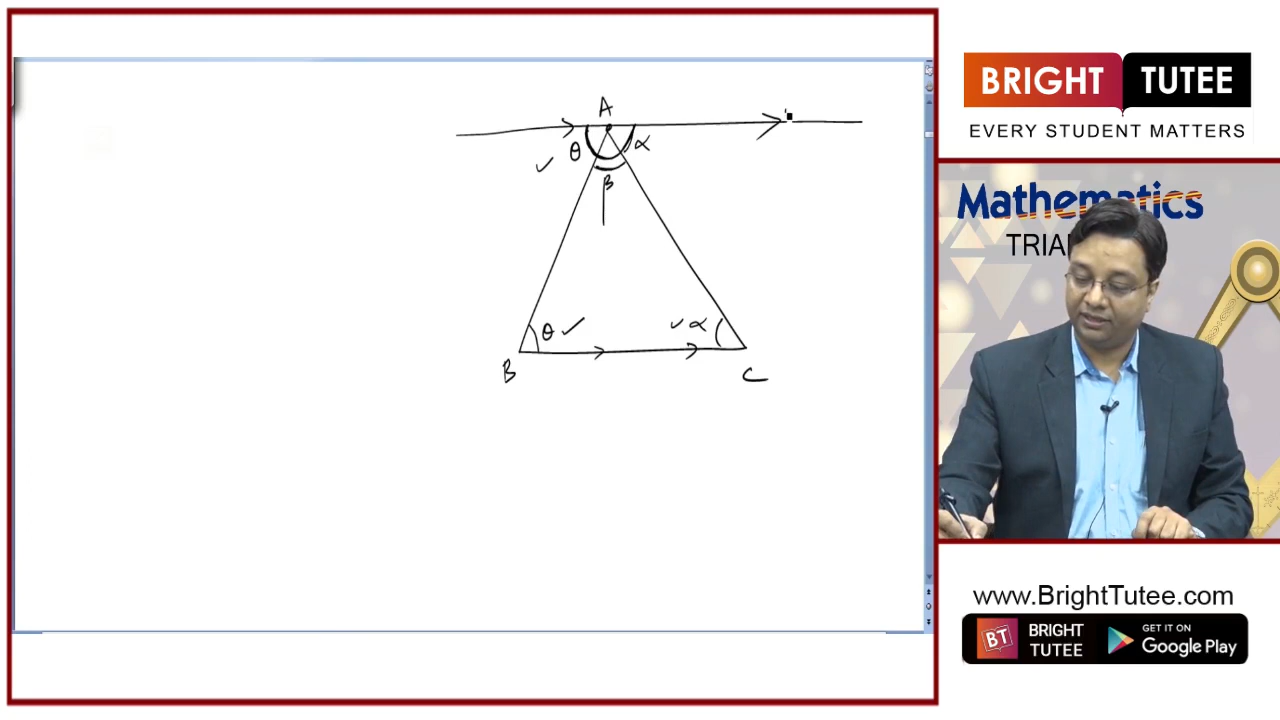 A
θ α
β
θ α
B C
BRIGHT TUTEE
EVERY STUDENT MATTERS
Mathematics
TRIA
www.BrightTutee.com
BT BRIGHT TUTEE
GET IT ON
Google Play